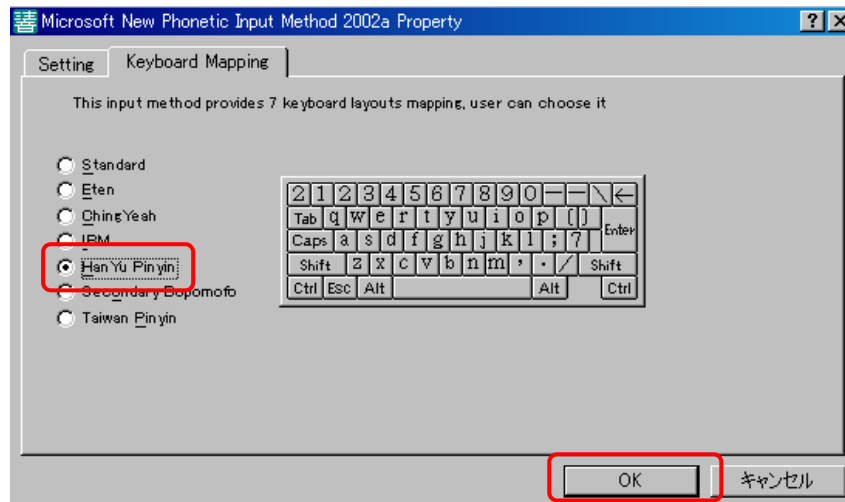 Microsoft New Phonetic Input Method 2002a Property
Setting
Keyboard Mapping
This input method provides 7 keyboard layouts mapping, user can choose it
Standard
Eten
ChingYeah
IBM
HanYu Pinyin
Secondary Bopomofo
Taiwan Pinyin
2 1 2 3 4 5 6 7 8 9 0 — — \ ←
Tab q w e r t y u i o p [ ]
Enter
Caps a s d f g h j k l ; 7
Shift z x c v b n m , . / Shift
Ctrl Esc Alt Alt Ctrl
OK
キャンセル